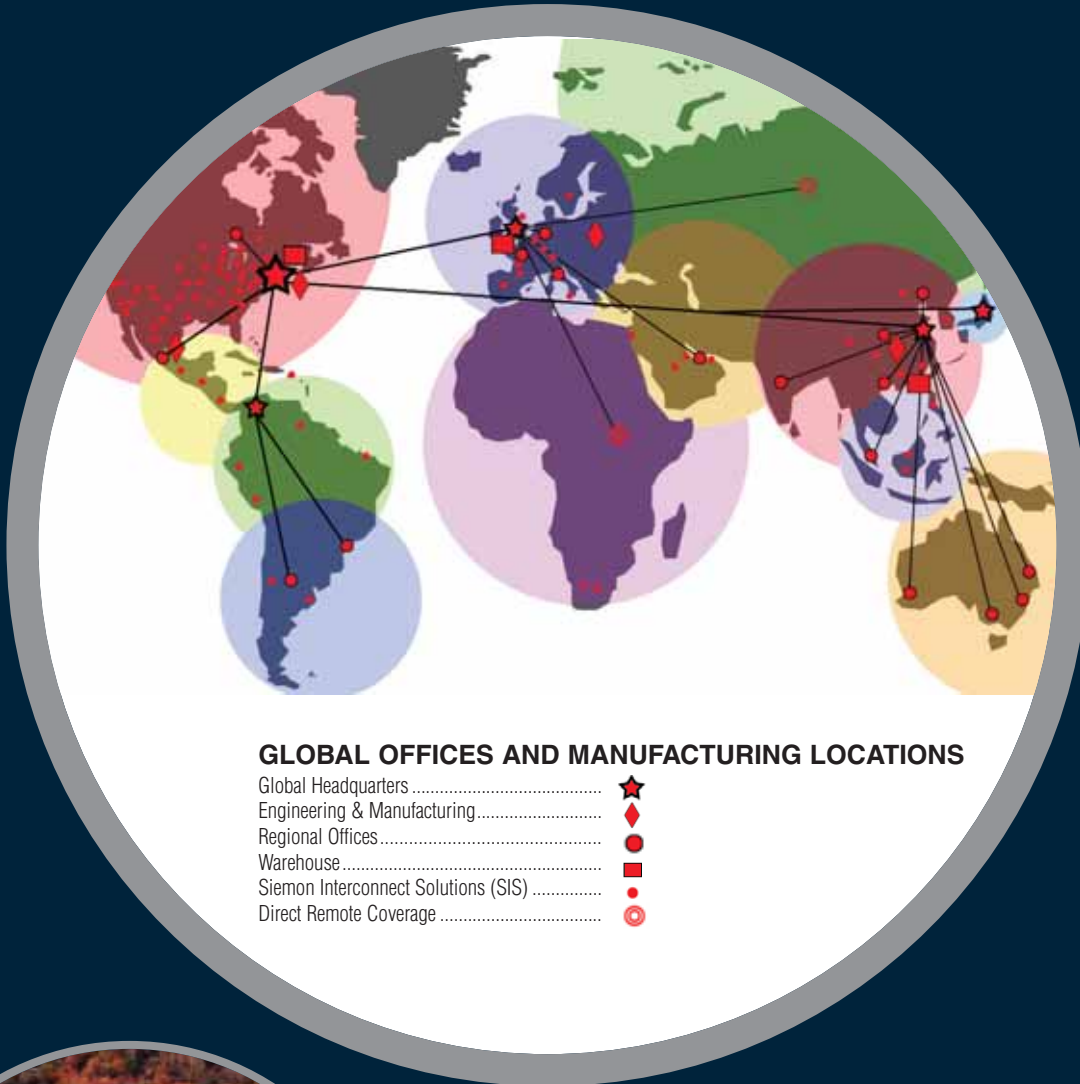 GLOBAL OFFICES AND MANUFACTURING LOCATIONS
Global Headquarters .........................................
Engineering & Manufacturing...........................
Regional Offices................................................
Warehouse........................................................
Siemon Interconnect Solutions (SIS) ...............
Direct Remote Coverage ...................................